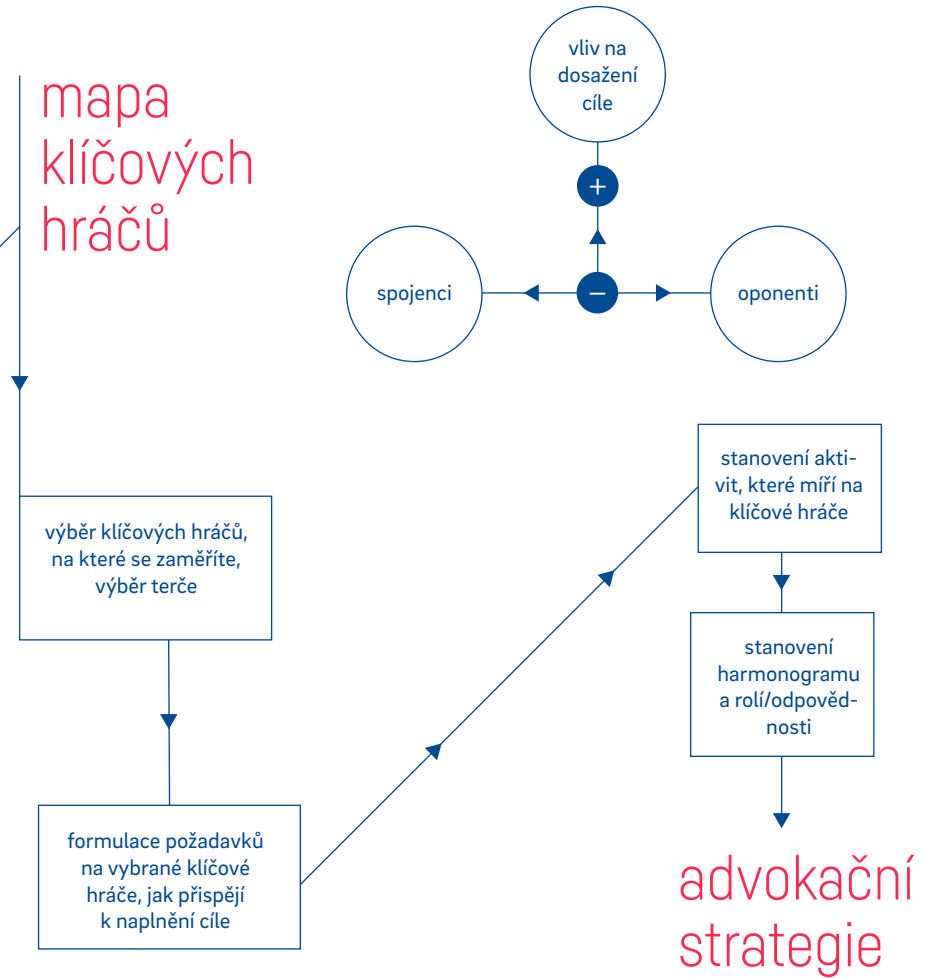 mapa
klíčových
hráčů
vliv na
dosažení
cíle
+
spojenci
–
oponenti
výběr klíčových hráčů,
na které se zaměříte,
výběr terče
formulace požadavků
na vybrané klíčové
hráče, jak přispějí
k naplnění cíle
stanovení akti-
vit, které míří na
klíčové hráče
stanovení
harmonogramu
a rolí/odpověd-
nosti
advokační
strategie